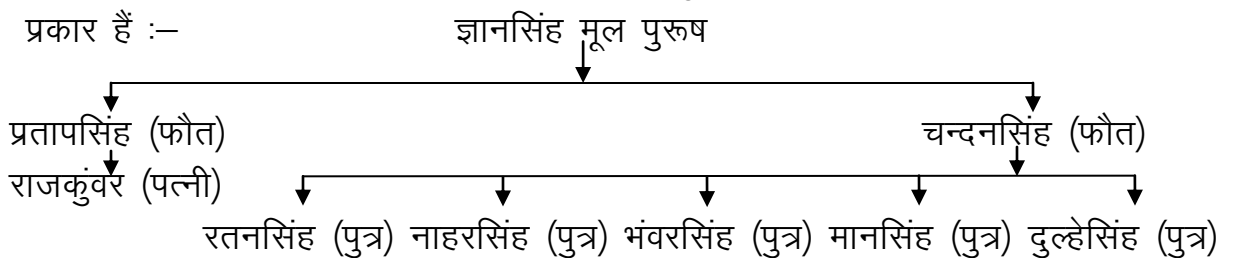 प्रकार हैं :– ज्ञानसिंह मूल पुरूष
प्रतापसिंह (फौत) चन्दनसिंह (फौत)
राजकुंवर (पत्नी)
रतनसिंह (पुत्र) नाहरसिंह (पुत्र) भंवरसिंह (पुत्र) मानसिंह (पुत्र) दुल्हेसिंह (पुत्र)